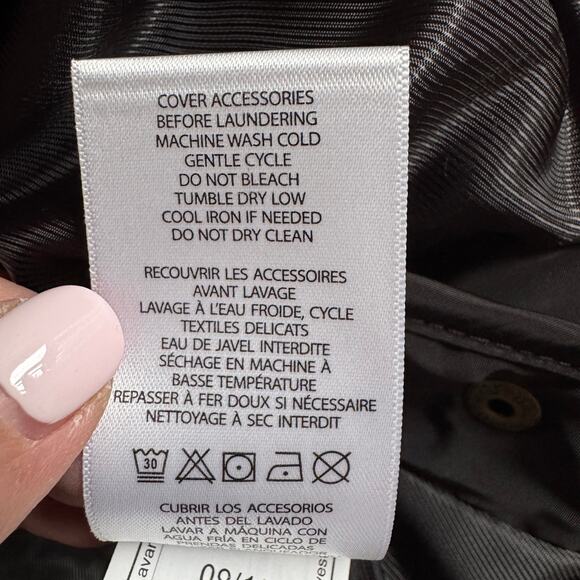 COVER ACCESSORIES
BEFORE LAUNDERING
MACHINE WASH COLD
GENTLE CYCLE
DO NOT BLEACH
TUMBLE DRY LOW
COOL IRON IF NEEDED
DO NOT DRY CLEAN
RECOUVRIR LES ACCESSOIRES
AVANT LAVAGE
LAVAGE À L'EAU FROIDE, CYCLE
TEXTILES DELICATS
EAU DE JAVEL INTERDITE
SÉCHAGE EN MACHINE À
BASSE TEMPÉRATURE
REPASSER À FER DOUX SI NÉCESSAIRE
NETTOYAGE À SEC INTERDIT
30
CUBRIR LOS ACCESORIOS
ANTES DEL LAVADO
LAVAR A MÁQUINA CON
AGUA FRÍA EN CICLO DE
PRENDAS DELICADAS